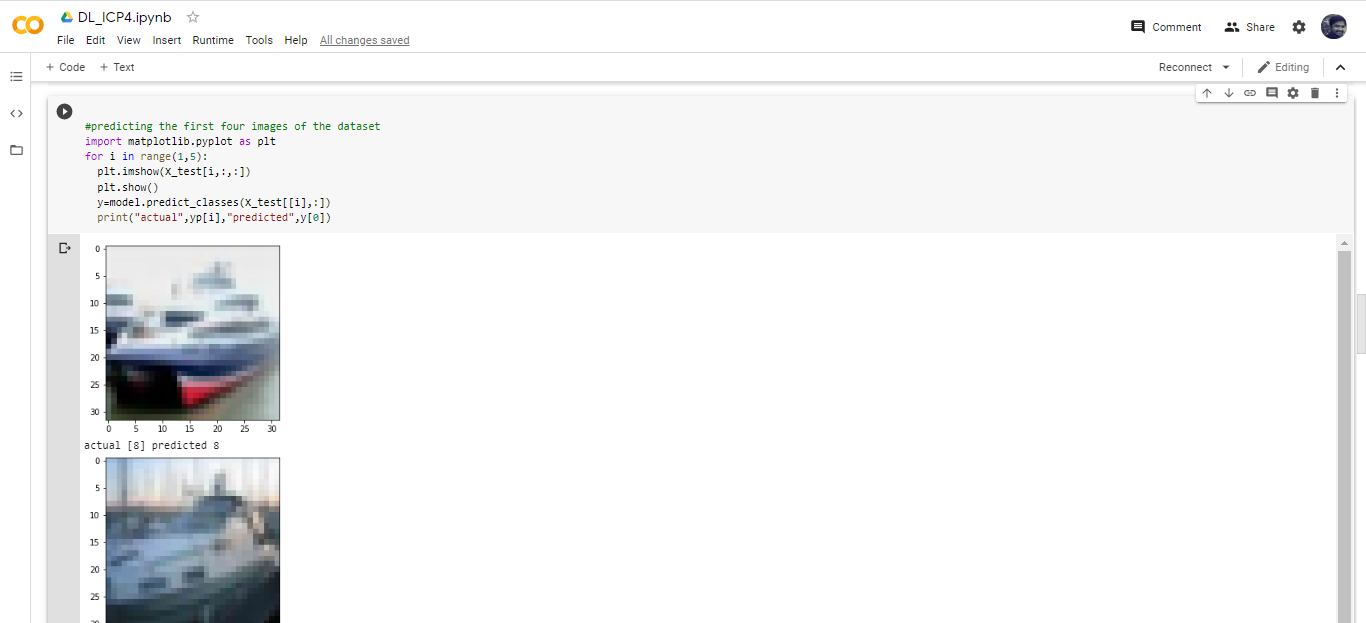 DL_ICP4.ipynb
Comment
Share
File Edit View Insert Runtime Tools Help All changes saved
+ Code + Text
Reconnect
Editing
#predicting the first four images of the dataset
import matplotlib.pyplot as plt
for i in range(1,5):
  plt.imshow(X_test[i,:,:])
  plt.show()
  y=model.predict_classes(X_test[[i],:])
  print("actual",yp[i],"predicted",y[0])
0
5
10
15
20
25
30
0 5 10 15 20 25 30
actual [8] predicted 8
0
5
10
15
20
25